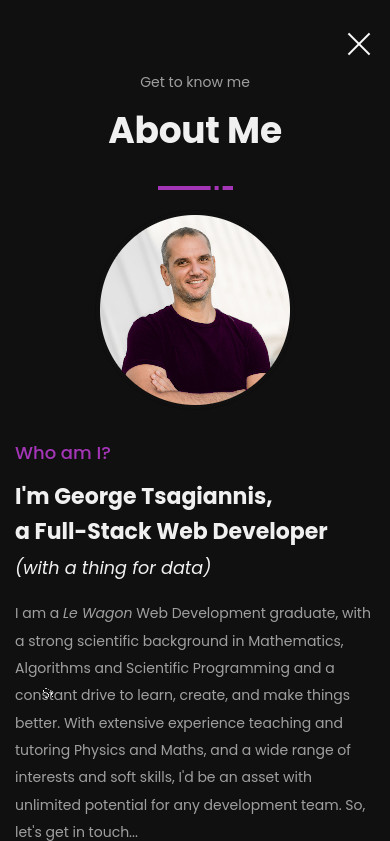 Get to know me
About Me
Who am I?
I'm George Tsagiannis,
a Full-Stack Web Developer
(with a thing for data)
I am a Le Wagon Web Development graduate, with
a strong scientific background in Mathematics,
Algorithms and Scientific Programming and a
constant drive to learn, create, and make things
better. With extensive experience teaching and
tutoring Physics and Maths, and a wide range of
interests and soft skills, I'd be an asset with
unlimited potential for any development team. So,
let's get in touch...